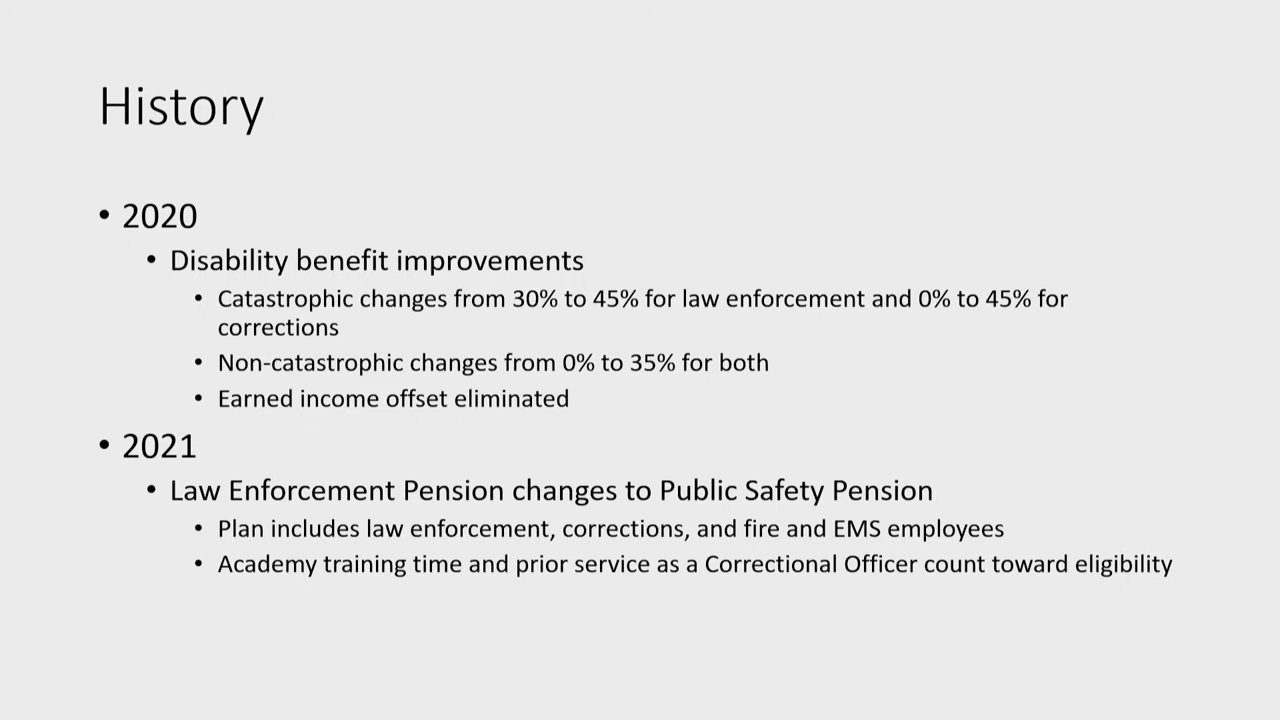 History
• 2020
• Disability benefit improvements
• Catastrophic changes from 30% to 45% for law enforcement and 0% to 45% for
corrections
• Non-catastrophic changes from 0% to 35% for both
• Earned income offset eliminated
• 2021
• Law Enforcement Pension changes to Public Safety Pension
• Plan includes law enforcement, corrections, and fire and EMS employees
• Academy training time and prior service as a Correctional Officer count toward eligibility